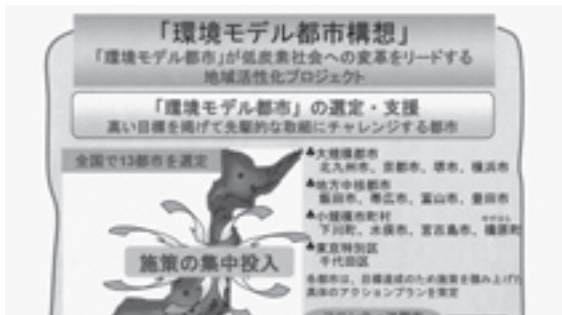 「環境モデル都市構想」
「環境モデル都市」が低炭素社会への変革をリードする
地域活性化プロジェクト
「環境モデル都市」の選定・支援
高い目標を掲げて先駆的な取組にチャレンジする都市
全国で13都市を選定
♣大規模都市
北九州市、京都市、堺市、横浜市
♣地方中核都市
飯田市、帯広市、富山市、豊田市
♣小規模市町村
ゆすはら
下川町、水俣市、宮古島市、梼原町
♣東京特別区
千代田区
施策の集中投入
各都市は、目標達成のため施策を積み上げた
具体のアクションプランを策定